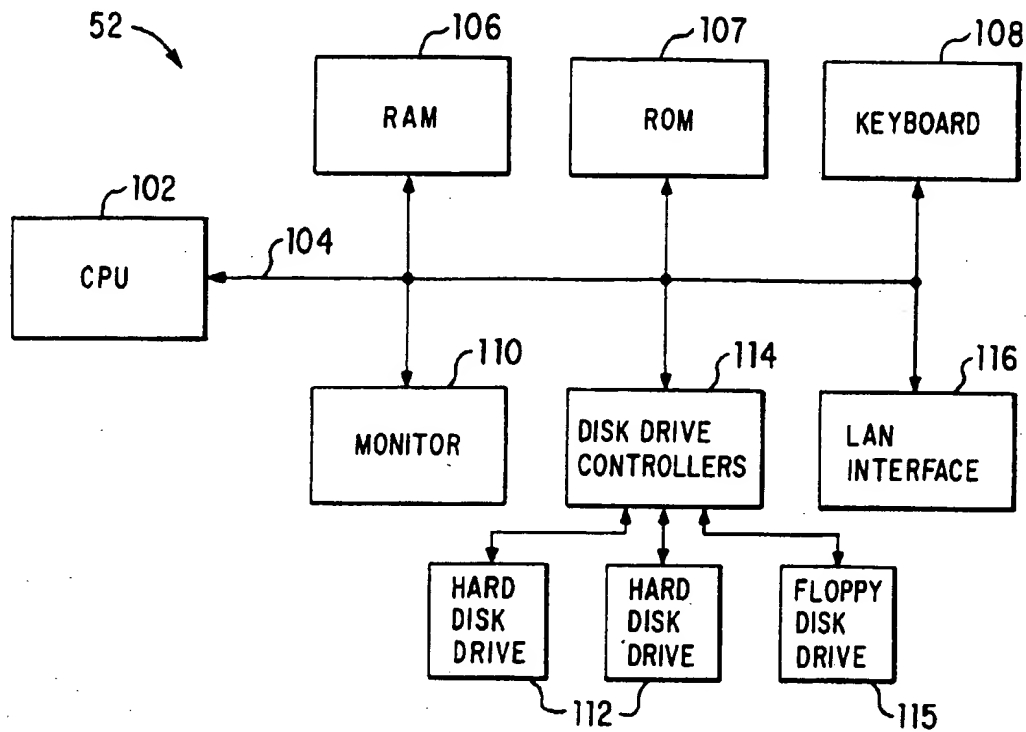 52
106
107
108
RAM
ROM
KEYBOARD
102
104
CPU
110
114
116
MONITOR
DISK DRIVE
CONTROLLERS
LAN
INTERFACE
HARD
DISK
DRIVE
HARD
DISK
DRIVE
FLOPPY
DISK
DRIVE
112
115